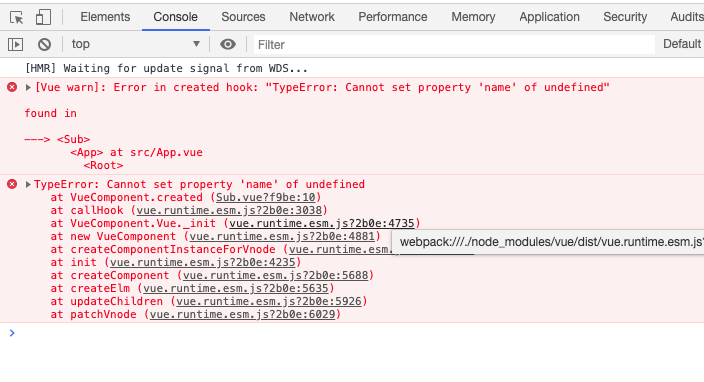 Elements Console Sources Network Performance Memory Application Security Audits
top ▼ Filter Default
[HMR] Waiting for update signal from WDS...
[Vue warn]: Error in created hook: "TypeError: Cannot set property 'name' of undefined"
found in
---> <Sub>
<App> at src/App.vue
<Root>
TypeError: Cannot set property 'name' of undefined
at VueComponent.created (Sub.vue?f9be:10)
at callHook (vue.runtime.esm.js?2b0e:3038)
at VueComponent.Vue._init (vue.runtime.esm.js?2b0e:4735)
at new VueComponent (vue.runtime.esm.js?2b0e:4881)
webpack:///./node_modules/vue/dist/vue.runtime.esm.js?
at createComponentInstanceForVnode (vue.runtime.esm.
at init (vue.runtime.esm.js?2b0e:4235)
at createComponent (vue.runtime.esm.js?2b0e:5688)
at createElm (vue.runtime.esm.js?2b0e:5635)
at updateChildren (vue.runtime.esm.js?2b0e:5926)
at patchVnode (vue.runtime.esm.js?2b0e:6029)